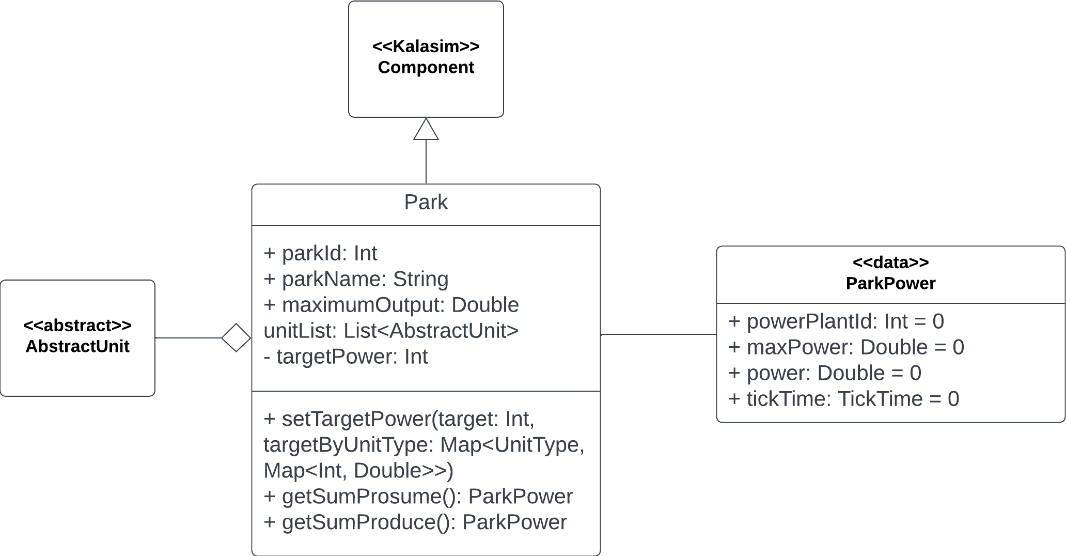 <<Kalasim>>
Component
Park
+ parkId: Int
+ parkName: String
+ maximumOutput: Double
unitList: List<AbstractUnit>
- targetPower: Int
+ setTargetPower(target: Int,
targetByUnitType: Map<UnitType,
Map<Int, Double>>)
+ getSumProsume(): ParkPower
+ getSumProduce(): ParkPower
<<abstract>>
AbstractUnit
<<data>>
ParkPower
+ powerPlantId: Int = 0
+ maxPower: Double = 0
+ power: Double = 0
+ tickTime: TickTime = 0